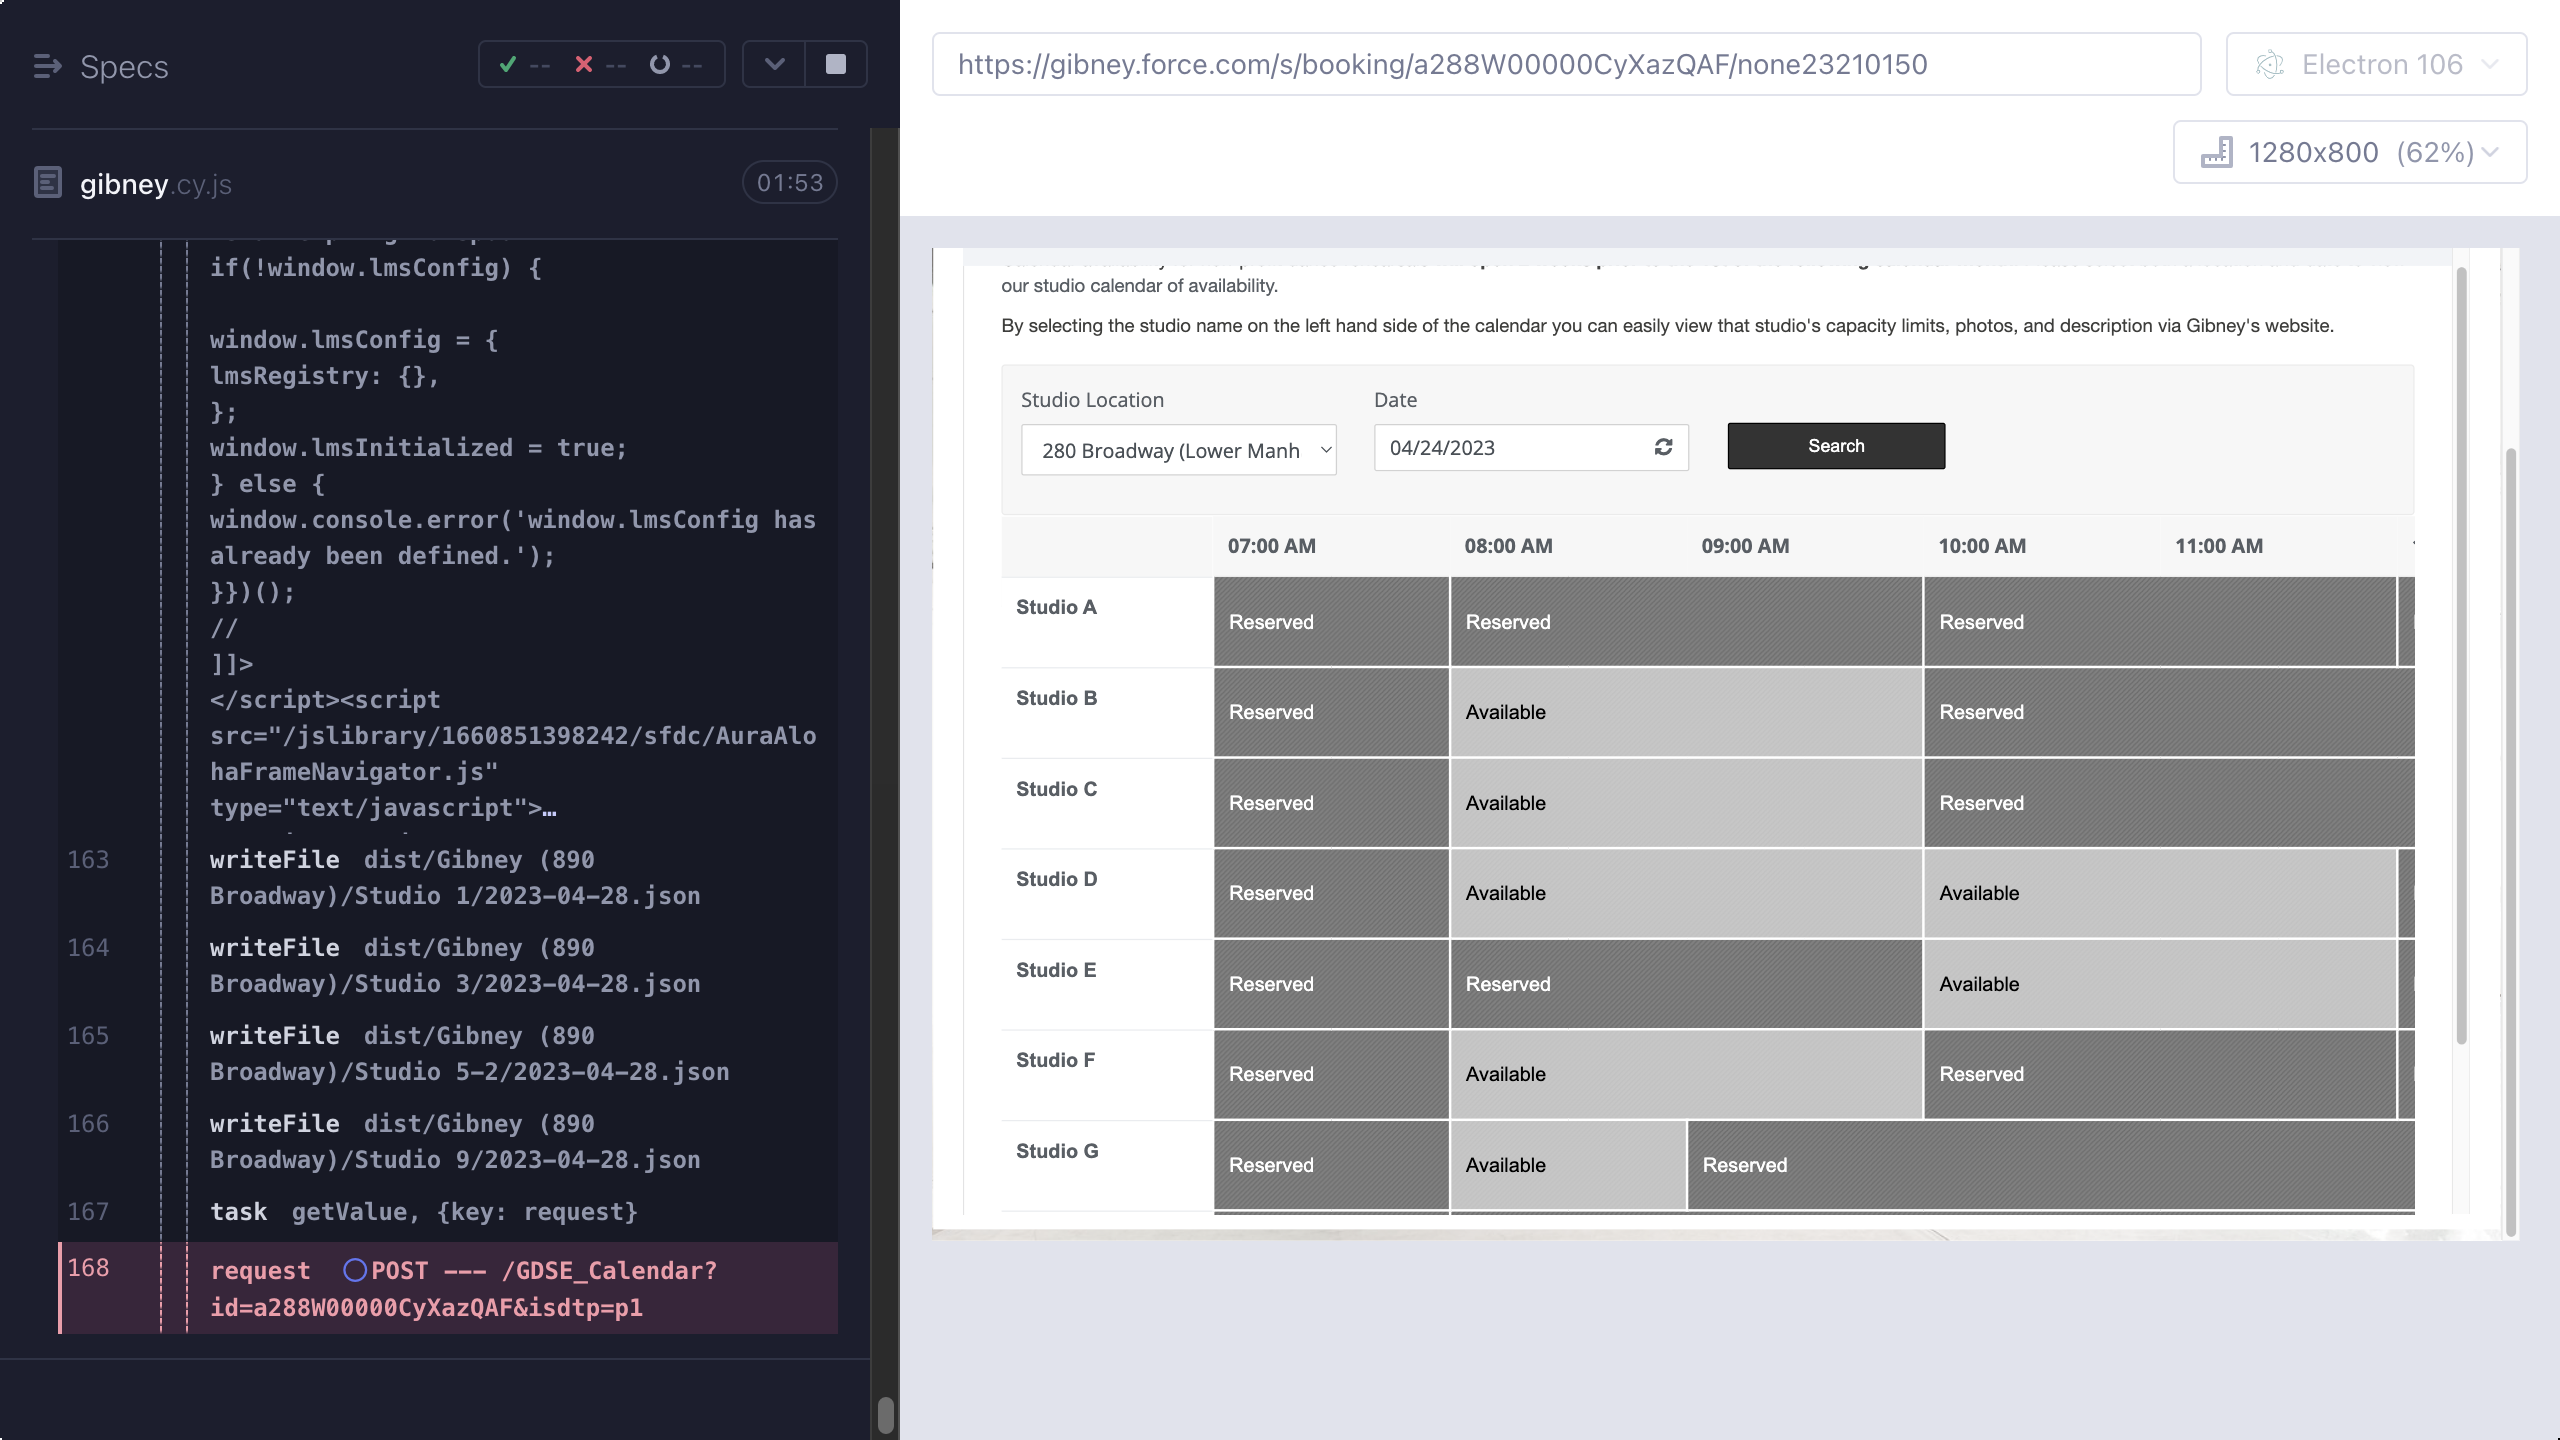 Specs
-- -- --
gibney.cy.js
01:53
if(!window.lmsConfig) {
window.lmsConfig = {
lmsRegistry: {},
};
window.lmsInitialized = true;
} else {
window.console.error('window.lmsConfig has
already been defined.');
}})();
//
]]>
</script><script
src="/jslibrary/1660851398242/sfdc/AuraAlo
haFrameNavigator.js"
type="text/javascript">…
163 writeFile dist/Gibney (890
Broadway)/Studio 1/2023-04-28.json
164 writeFile dist/Gibney (890
Broadway)/Studio 3/2023-04-28.json
165 writeFile dist/Gibney (890
Broadway)/Studio 5-2/2023-04-28.json
166 writeFile dist/Gibney (890
Broadway)/Studio 9/2023-04-28.json
167 task getValue, {key: request}
168 request POST --- /GDSE_Calendar?
id=a288W00000CyXazQAF&isdtp=p1
https://gibney.force.com/s/booking/a288W00000CyXazQAF/none23210150
Electron 106
1280x800 (62%)
our studio calendar of availability.
By selecting the studio name on the left hand side of the calendar you can easily view that studio's capacity limits, photos, and description via Gibney's website.
Studio Location Date
280 Broadway (Lower Manh 04/24/2023 Search
07:00 AM 08:00 AM 09:00 AM 10:00 AM 11:00 AM
Studio A Reserved Reserved Reserved
Studio B Reserved Available Reserved
Studio C Reserved Available Reserved
Studio D Reserved Available Available
Studio E Reserved Reserved Available
Studio F Reserved Available Reserved
Studio G Reserved Available Reserved